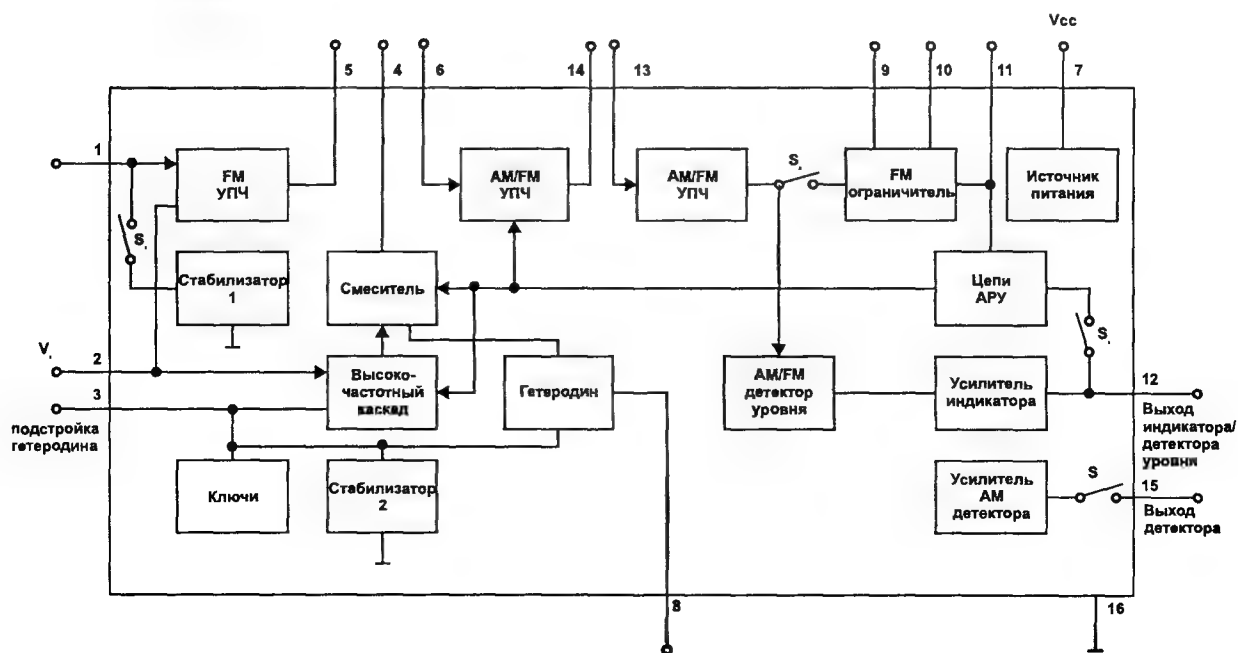 Vcc
5
4
6
14
13
9
10
11
7
1
FM
УПЧ
AM/FM
УПЧ
AM/FM
УПЧ
S.
FM
ограничитель
Источник
питания
S.
Стабилизатор
1
Смеситель
Цепи
АРУ
S.
V.
2
3
подстройка
гетеродина
Высоко-
частотный
каскад
Гетеродин
AM/FM
детектор
уровня
Усилитель
индикатора
12
Выход
индикатора/
детектора
уровня
Ключи
Стабилизатор
2
Усилитель
АМ
детектора
S
15
Выход
детектора
8
16